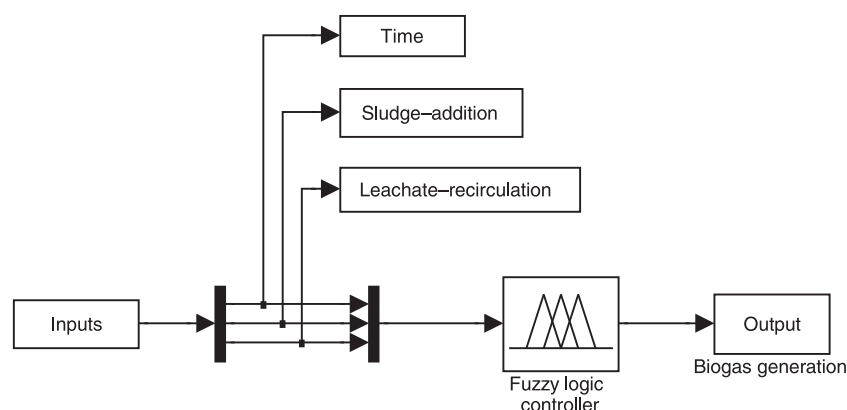 Time
Sludge–addition
Leachate–recirculation
Inputs
Output
Biogas generation
Fuzzy logic
controller